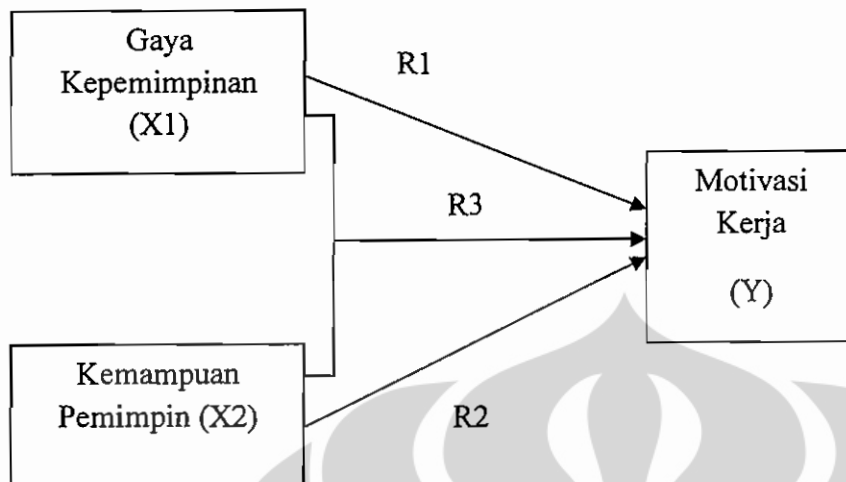 Gaya
Kepemimpinan
(X1)
R1
Motivasi
Kerja
(Y)
R3
Kemampuan
Pemimpin (X2)
R2